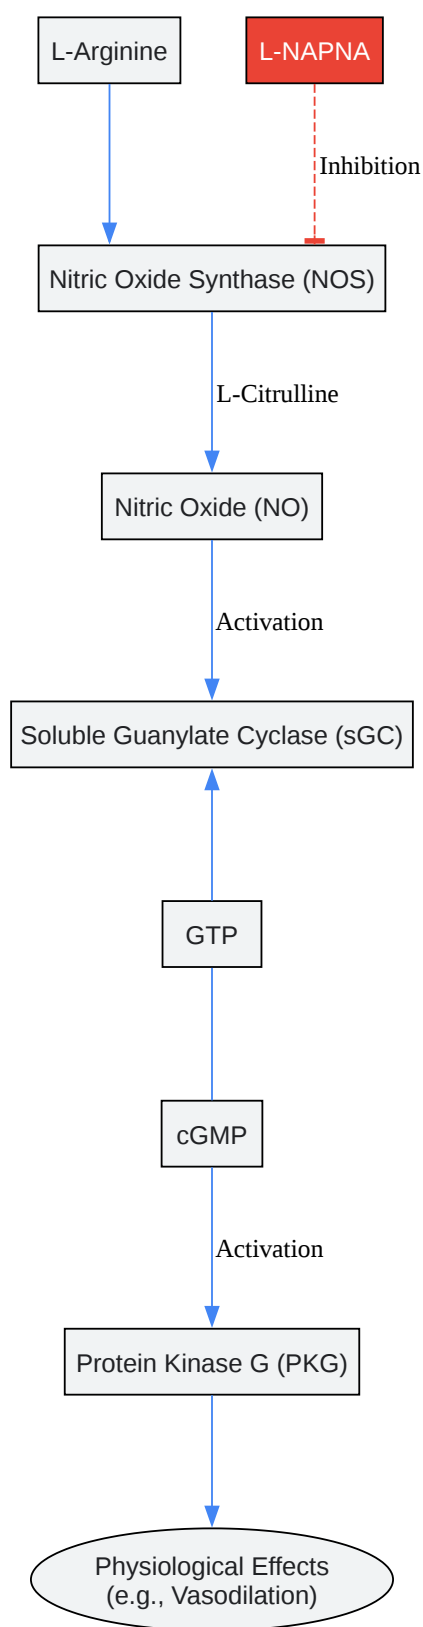 L-Arginine
L-NAPNA
Inhibition
Nitric Oxide Synthase (NOS)
L-Citrulline
Nitric Oxide (NO)
Activation
Soluble Guanylate Cyclase (sGC)
GTP
cGMP
Activation
Protein Kinase G (PKG)
Physiological Effects
(e.g., Vasodilation)